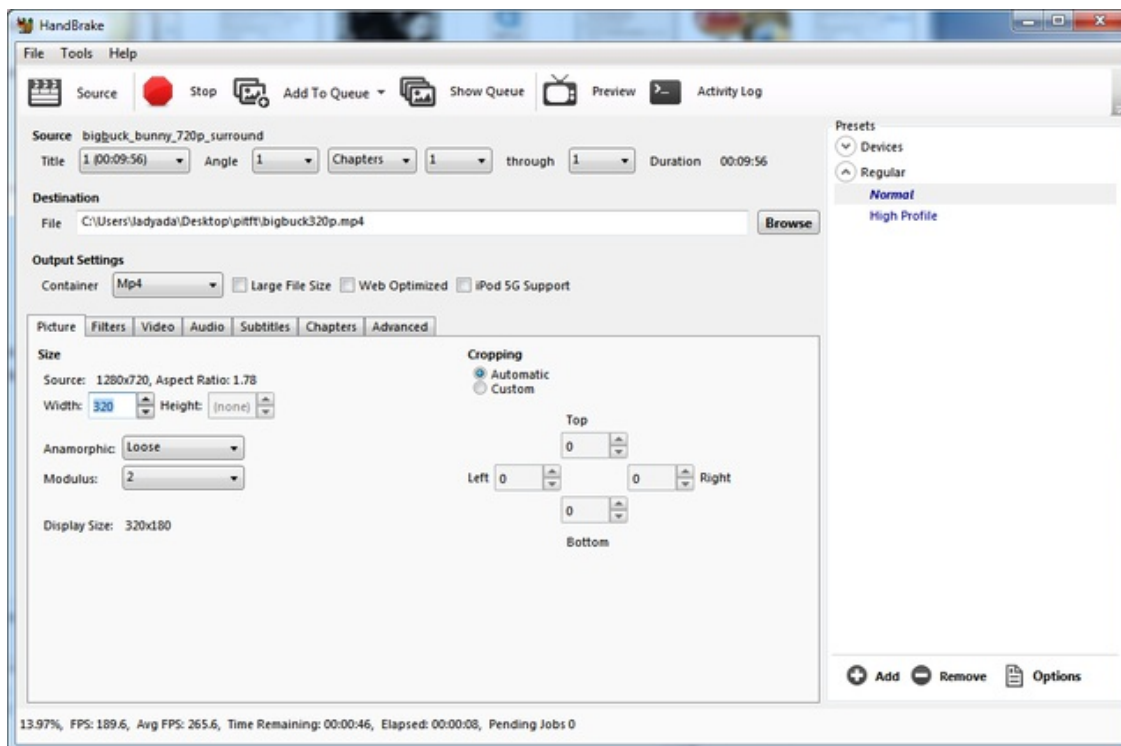 HandBrake
File Tools Help
Source Stop Add To Queue Show Queue Preview Activity Log
Source bigbuck_bunny_720p_surround
Title 1 (00:09:56) Angle 1 Chapters 1 through 1 Duration 00:09:56
Destination
File C:\Users\ladyada\Desktop\pitft\bigbuck320p.mp4 Browse
Output Settings
Container Mp4 Large File Size Web Optimized iPod 5G Support
Picture Filters Video Audio Subtitles Chapters Advanced
Size
Source: 1280x720, Aspect Ratio: 1.78
Width: 320 Height: (none)
Anamorphic: Loose
Modulus: 2
Display Size: 320x180
Cropping
Automatic
Custom
Top
0
Left 0 0 Right
0
Bottom
Presets
Devices
Regular
Normal
High Profile
Add Remove Options
13.97%, FPS: 189.6, Avg FPS: 265.6, Time Remaining: 00:00:46, Elapsed: 00:00:08, Pending Jobs 0